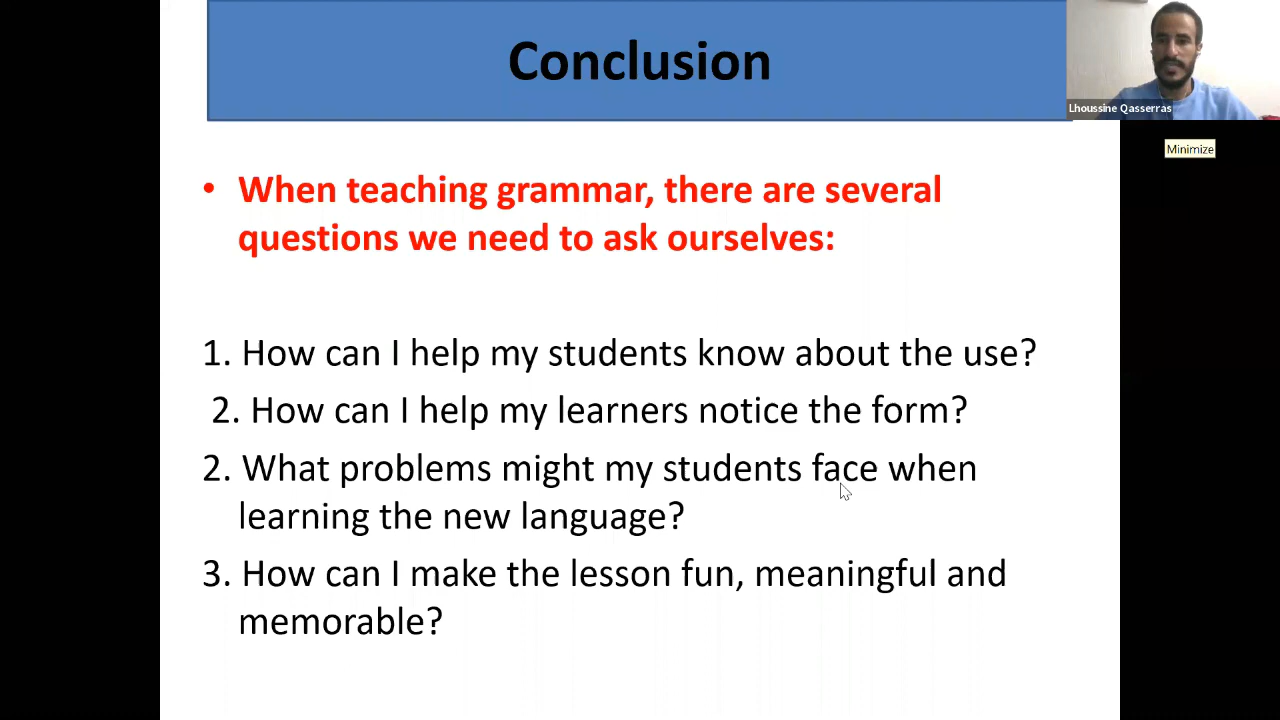 Conclusion
Lhoussine Qasserras
Minimize
• When teaching grammar, there are several
questions we need to ask ourselves:
1. How can I help my students know about the use?
2. How can I help my learners notice the form?
2. What problems might my students face when
learning the new language?
3. How can I make the lesson fun, meaningful and
memorable?